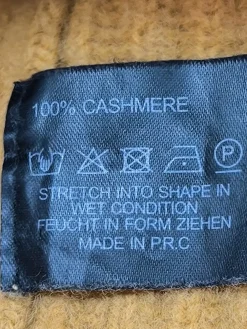 100% CASHMERE
P
STRETCH INTO SHAPE IN
WET CONDITION
FEUCHT IN FORM ZIEHEN
MADE IN P.R.C